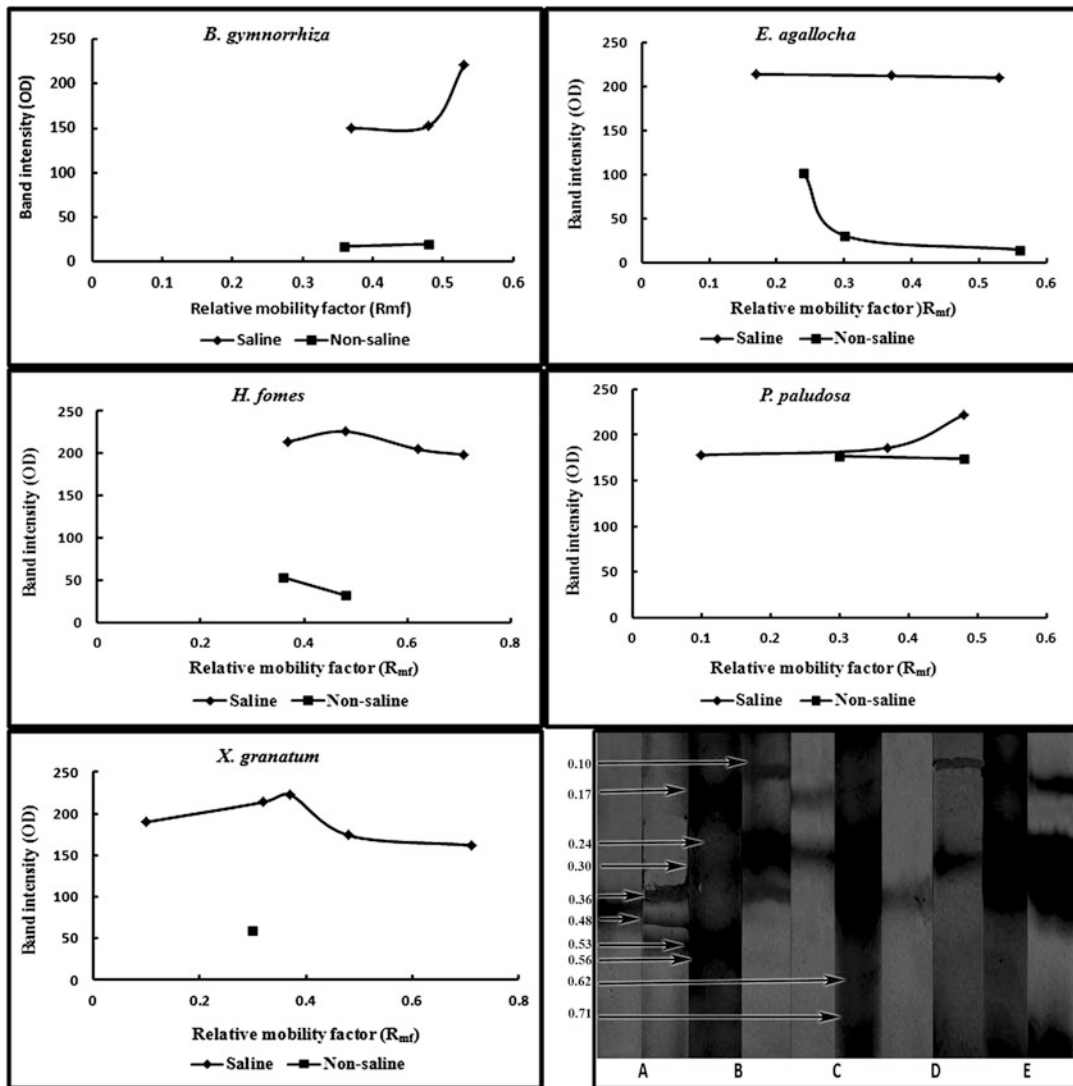 B. gymnorrhiza
250
200
150
100
50
0
Band intensity (OD)
0 0.1 0.2 0.3 0.4 0.5 0.6
Relative mobility factor (Rmf)
Saline Non-saline
E. agallocha
250
200
150
100
50
0
Band intensity (OD)
0 0.1 0.2 0.3 0.4 0.5 0.6
Relative mobility factor )Rmf)
Saline Non-saline
H. fomes
250
200
150
100
50
0
Band intensity (OD)
0 0.2 0.4 0.6 0.8
Relative mobility factor (Rmf)
Saline Non-saline
P. paludosa
250
200
150
100
50
0
Band intensity (OD)
0 0.1 0.2 0.3 0.4 0.5 0.6
Relative mobility factor (Rmf)
Saline Non-saline
X. granatum
250
200
150
100
50
0
Band intensity (OD)
0 0.2 0.4 0.6 0.8
Relative mobility factor (Rmf)
Saline Non-saline
0.10
0.17
0.24
0.30
0.36
0.48
0.53
0.56
0.62
0.71
A B C D E